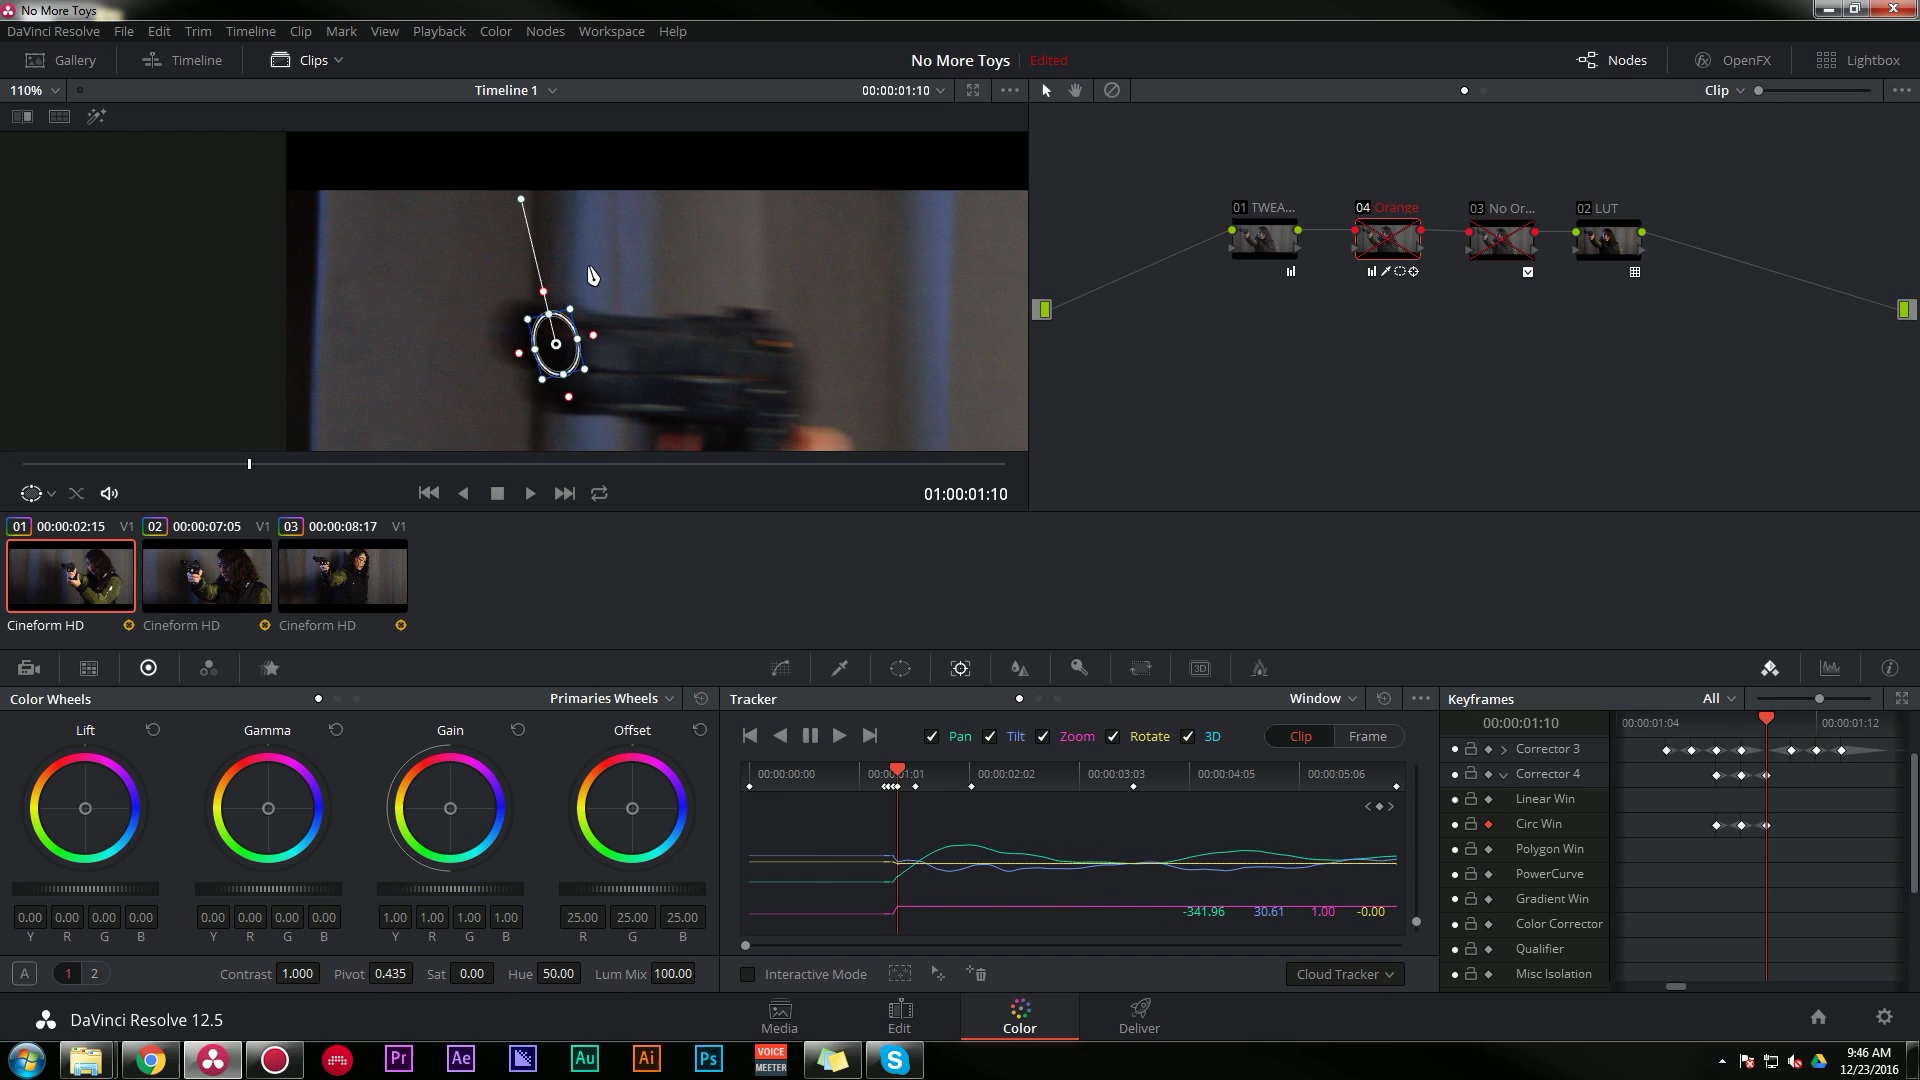 No More Toys
DaVinci Resolve File Edit Trim Timeline Clip Mark View Playback Color Nodes Workspace Help
Gallery Timeline Clips No More Toys Edited Nodes OpenFX Lightbox
110% Timeline 1 00:00:01:10 Clip
01 TWEA... 04 Orange 03 No Or... 02 LUT
01:00:01:10
01 00:00:02:15 V1 02 00:00:07:05 V1 03 00:00:08:17 V1
Cineform HD Cineform HD Cineform HD
3D
Color Wheels Primaries Wheels Tracker Window Keyframes All
Lift Gamma Gain Offset
Pan Tilt Zoom Rotate 3D Clip Frame
00:00:01:10 00:00:01:04 00:00:01:12
00:00:00:00 00:00:01:01 00:00:02:02 00:00:03:03 00:00:04:05 00:00:05:06
Corrector 3
Corrector 4
Linear Win
Circ Win
Polygon Win
PowerCurve
Gradient Win
Color Corrector
Qualifier
Misc Isolation
-341.96 30.61 1.00 -0.00
0.00 0.00 0.00 0.00 0.00 0.00 0.00 0.00 1.00 1.00 1.00 1.00 25.00 25.00 25.00
Y R G B Y R G B Y R G B R G B
A 1 2 Contrast 1.000 Pivot 0.435 Sat 0.00 Hue 50.00 Lum Mix 100.00
Interactive Mode Cloud Tracker
DaVinci Resolve 12.5
Media Edit Color Deliver
Pr Ae Au Ai Ps VOICE MEETER S
9:46 AM
12/23/2016